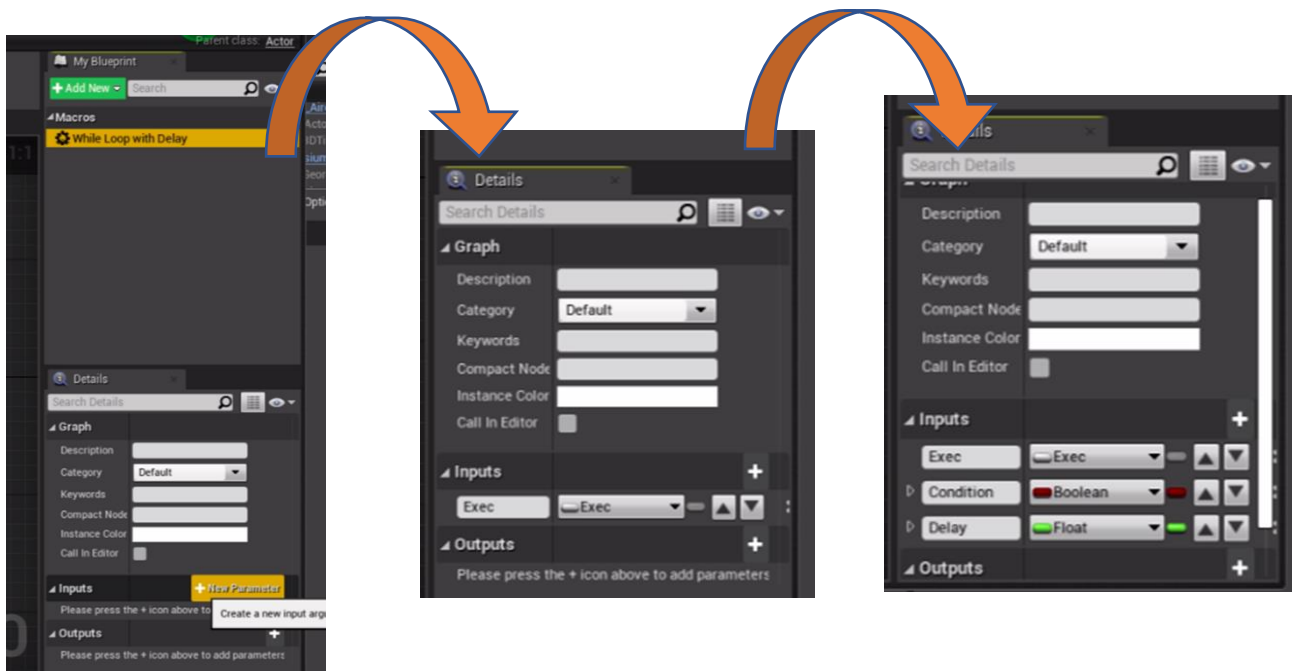 Parent class: Actor
My Blueprint
+ Add New
Search
Macros
While Loop with Delay
1:1
Details
Search Details
Graph
Description
Category Default
Keywords
Compact Node
Instance Color
Call In Editor
Inputs + New Parameter
Please press the + icon above to
Create a new input argu
Outputs +
Please press the + icon above to add parameters
Details
Search Details
Graph
Description
Category Default
Keywords
Compact Node
Instance Color
Call In Editor
Inputs +
Exec Exec
Outputs +
Please press the + icon above to add parameters
Search Details
Graph
Description
Category Default
Keywords
Compact Node
Instance Color
Call In Editor
Inputs +
Exec Exec
Condition Boolean
Delay Float
Outputs +